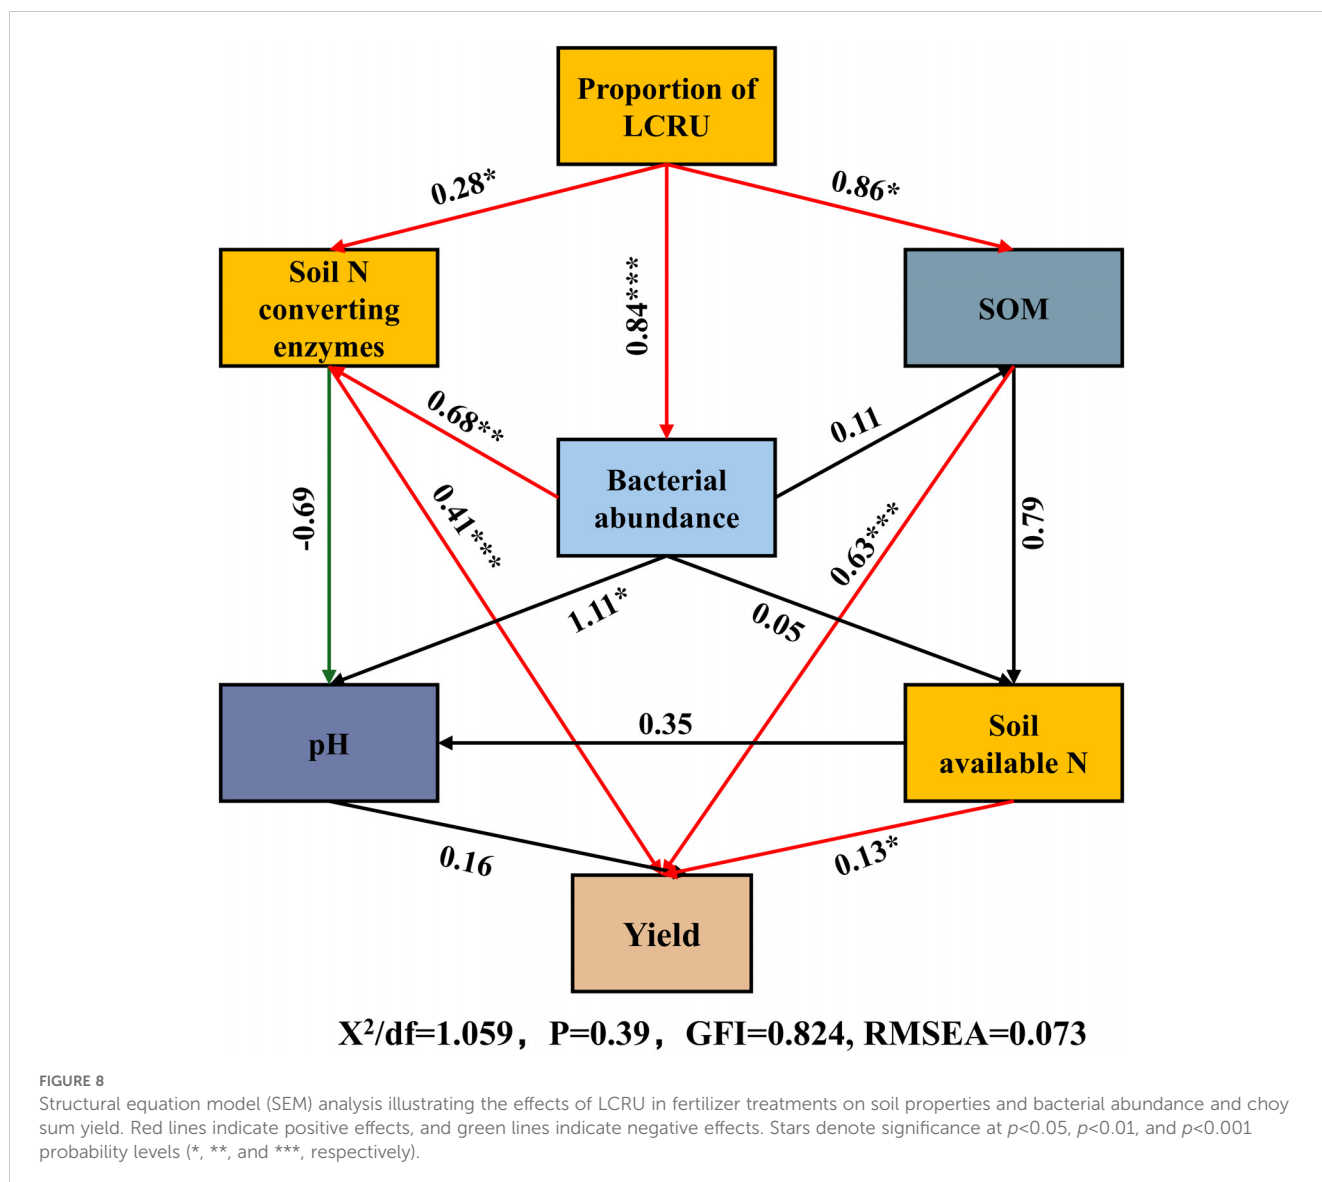 Proportion of
LCRU
0.28*
0.86*
0.84***
Soil N
converting
enzymes
SOM
0.68**
0.11
Bacterial
abundance
-0.69
0.41***
0.63***
0.79
1.11*
0.05
pH
0.35
Soil
available N
0.16
0.13*
Yield
X²/df=1.059，P=0.39，GFI=0.824, RMSEA=0.073
FIGURE 8
Structural equation model (SEM) analysis illustrating the effects of LCRU in fertilizer treatments on soil properties and bacterial abundance and choy
sum yield. Red lines indicate positive effects, and green lines indicate negative effects. Stars denote significance at p<0.05, p<0.01, and p<0.001
probability levels (*, **, and ***, respectively).